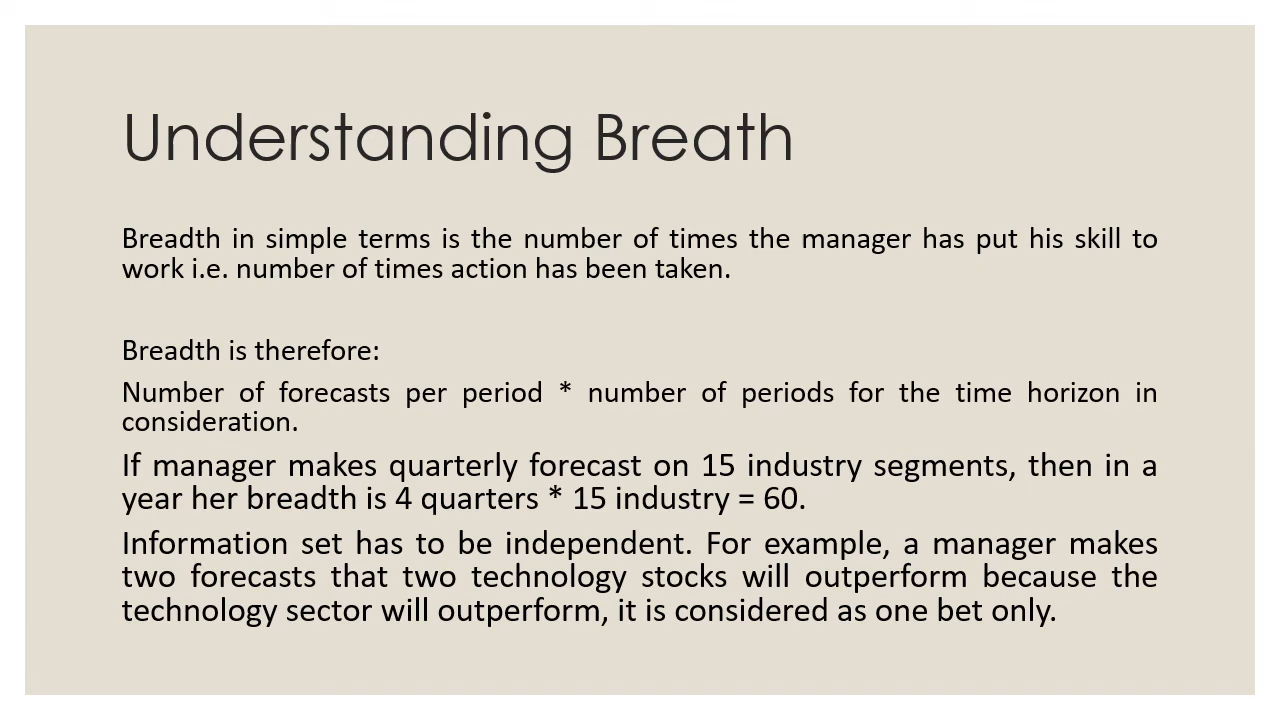 Understanding Breath
Breadth in simple terms is the number of times the manager has put his skill to
work i.e. number of times action has been taken.
Breadth is therefore:
Number of forecasts per period * number of periods for the time horizon in
consideration.
If manager makes quarterly forecast on 15 industry segments, then in a
year her breadth is 4 quarters * 15 industry = 60.
Information set has to be independent. For example, a manager makes
two forecasts that two technology stocks will outperform because the
technology sector will outperform, it is considered as one bet only.